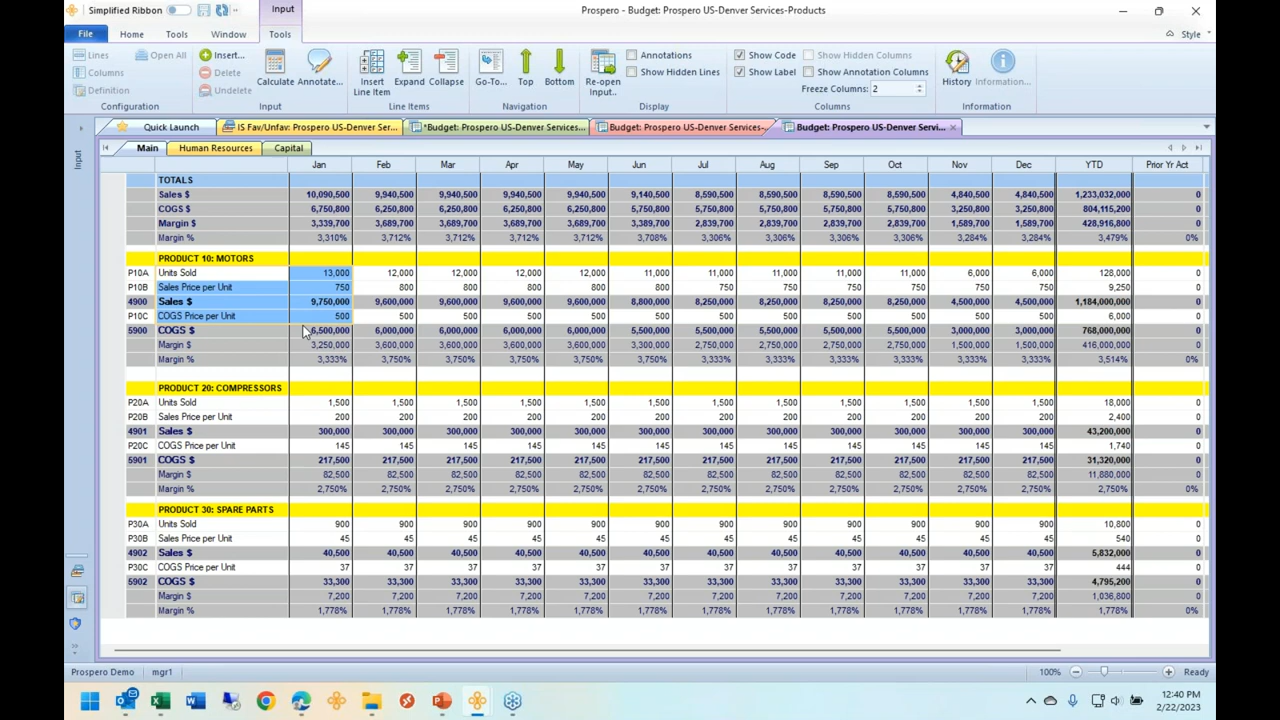 Simplified Ribbon Input Prospero - Budget: Prospero US-Denver Services-Products
File Home Tools Window Tools Style
Lines Open All Insert... Annotations Show Code Show Hidden Columns
Columns Delete Show Hidden Lines Show Label Show Annotation Columns
Definition Undelete Calculate Annotate... Insert Line Item Expand Collapse Go-To... Top Bottom Re-open Input... Freeze Columns: 2 History Information...
Configuration Input Line Items Navigation Display Columns Information
Quick Launch IS Fav/Unfav: Prospero US-Denver Ser... *Budget: Prospero US-Denver Services... Budget: Prospero US-Denver Services-... Budget: Prospero US-Denver Servi...
Input
Main Human Resources Capital
Jan Feb Mar Apr May Jun Jul Aug Sep Oct Nov Dec YTD Prior Yr Act
TOTALS
Sales $ 10,090,500 9,940,500 9,940,500 9,940,500 9,940,500 9,140,500 8,590,500 8,590,500 8,590,500 8,590,500 4,840,500 4,840,500 1,233,032,000 0
COGS $ 6,750,800 6,250,800 6,250,800 6,250,800 6,250,800 5,750,800 5,750,800 5,750,800 5,750,800 5,750,800 3,250,800 3,250,800 804,115,200 0
Margin $ 3,339,700 3,689,700 3,689,700 3,689,700 3,689,700 3,389,700 2,839,700 2,839,700 2,839,700 2,839,700 1,589,700 1,589,700 428,916,800 0
Margin % 3,310% 3,712% 3,712% 3,712% 3,712% 3,708% 3,306% 3,306% 3,306% 3,306% 3,284% 3,284% 3,479% 0%
PRODUCT 10: MOTORS
P10A Units Sold 13,000 12,000 12,000 12,000 12,000 11,000 11,000 11,000 11,000 11,000 6,000 6,000 128,000 0
P10B Sales Price per Unit 750 800 800 800 800 800 750 750 750 750 750 750 9,250 0
4900 Sales $ 9,750,000 9,600,000 9,600,000 9,600,000 9,600,000 8,800,000 8,250,000 8,250,000 8,250,000 8,250,000 4,500,000 4,500,000 1,184,000,000 0
P10C COGS Price per Unit 500 500 500 500 500 500 500 500 500 500 500 500 6,000 0
5900 COGS $ 6,500,000 6,000,000 6,000,000 6,000,000 6,000,000 5,500,000 5,500,000 5,500,000 5,500,000 5,500,000 3,000,000 3,000,000 768,000,000 0
Margin $ 3,250,000 3,600,000 3,600,000 3,600,000 3,600,000 3,300,000 2,750,000 2,750,000 2,750,000 2,750,000 1,500,000 1,500,000 416,000,000 0
Margin % 3,333% 3,750% 3,750% 3,750% 3,750% 3,750% 3,333% 3,333% 3,333% 3,333% 3,333% 3,333% 3,514% 0%
PRODUCT 20: COMPRESSORS
P20A Units Sold 1,500 1,500 1,500 1,500 1,500 1,500 1,500 1,500 1,500 1,500 1,500 1,500 18,000 0
P20B Sales Price per Unit 200 200 200 200 200 200 200 200 200 200 200 200 2,400 0
4901 Sales $ 300,000 300,000 300,000 300,000 300,000 300,000 300,000 300,000 300,000 300,000 300,000 300,000 43,200,000 0
P20C COGS Price per Unit 145 145 145 145 145 145 145 145 145 145 145 145 1,740 0
5901 COGS $ 217,500 217,500 217,500 217,500 217,500 217,500 217,500 217,500 217,500 217,500 217,500 217,500 31,320,000 0
Margin $ 82,500 82,500 82,500 82,500 82,500 82,500 82,500 82,500 82,500 82,500 82,500 82,500 11,880,000 0
Margin % 2,750% 2,750% 2,750% 2,750% 2,750% 2,750% 2,750% 2,750% 2,750% 2,750% 2,750% 2,750% 2,750% 0%
PRODUCT 30: SPARE PARTS
P30A Units Sold 900 900 900 900 900 900 900 900 900 900 900 900 10,800 0
P30B Sales Price per Unit 45 45 45 45 45 45 45 45 45 45 45 45 540 0
4902 Sales $ 40,500 40,500 40,500 40,500 40,500 40,500 40,500 40,500 40,500 40,500 40,500 40,500 5,832,000 0
P30C COGS Price per Unit 37 37 37 37 37 37 37 37 37 37 37 37 444 0
5902 COGS $ 33,300 33,300 33,300 33,300 33,300 33,300 33,300 33,300 33,300 33,300 33,300 33,300 4,795,200 0
Margin $ 7,200 7,200 7,200 7,200 7,200 7,200 7,200 7,200 7,200 7,200 7,200 7,200 1,036,800 0
Margin % 1,778% 1,778% 1,778% 1,778% 1,778% 1,778% 1,778% 1,778% 1,778% 1,778% 1,778% 1,778% 1,778% 0%
Prospero Demo mgr1 100% Ready
12:40 PM
2/22/2023